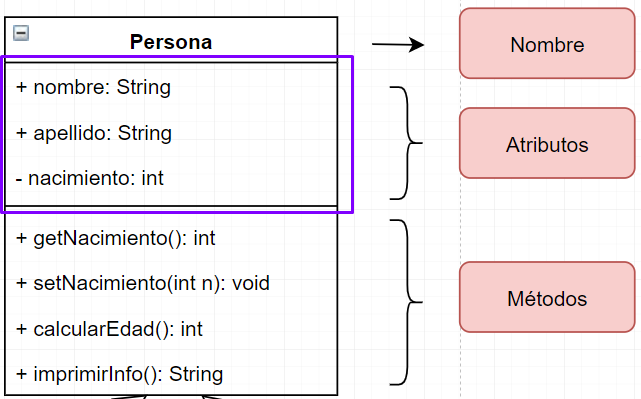 Persona
Nombre
+ nombre: String
+ apellido: String
- nacimiento: int
Atributos
+ getNacimiento(): int
+ setNacimiento(int n): void
+ calcularEdad(): int
+ imprimirInfo(): String
Métodos